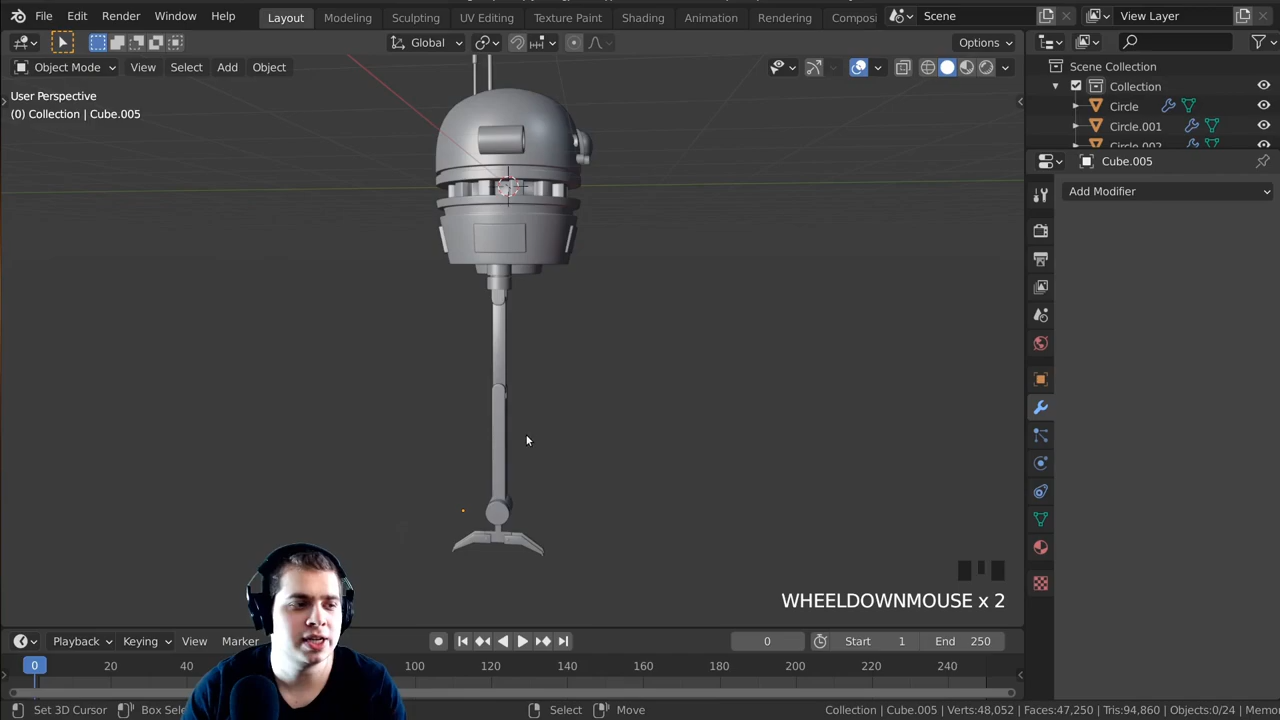 File Edit Render Window Help Layout Modeling Sculpting UV Editing Texture Paint Shading Animation Rendering Composi Scene View Layer
Global Options
Object Mode View Select Add Object
User Perspective
(0) Collection | Cube.005
Scene Collection
Collection
Circle
Circle.001
Circle.002
Cube.005
Add Modifier
WHEELDOWNMOUSE x 2
Playback Keying View Marker 0 Start 1 End 250
0 20 40 100 120 140 160 180 200 220 240
Set 3D Cursor Box Sel Select Move Collection | Cube.005 | Verts:48,052 | Faces:47,250 | Tris:94,860 | Objects:0/24 | Memo